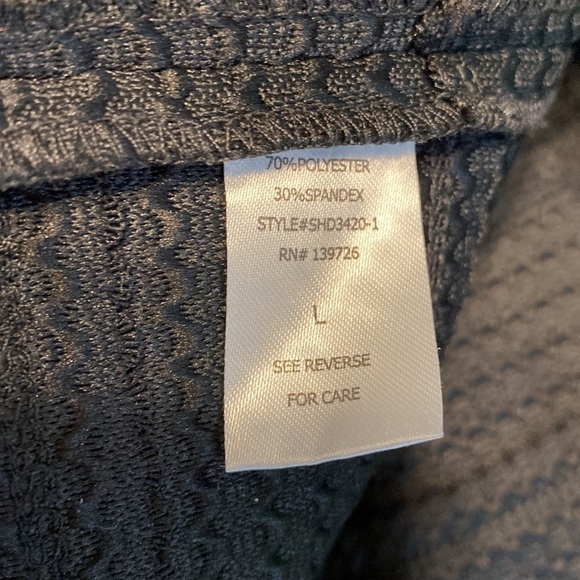 70%POLYESTER
30%SPANDEX
STYLE#SHD3420-1
RN# 139726
L
SEE REVERSE
FOR CARE